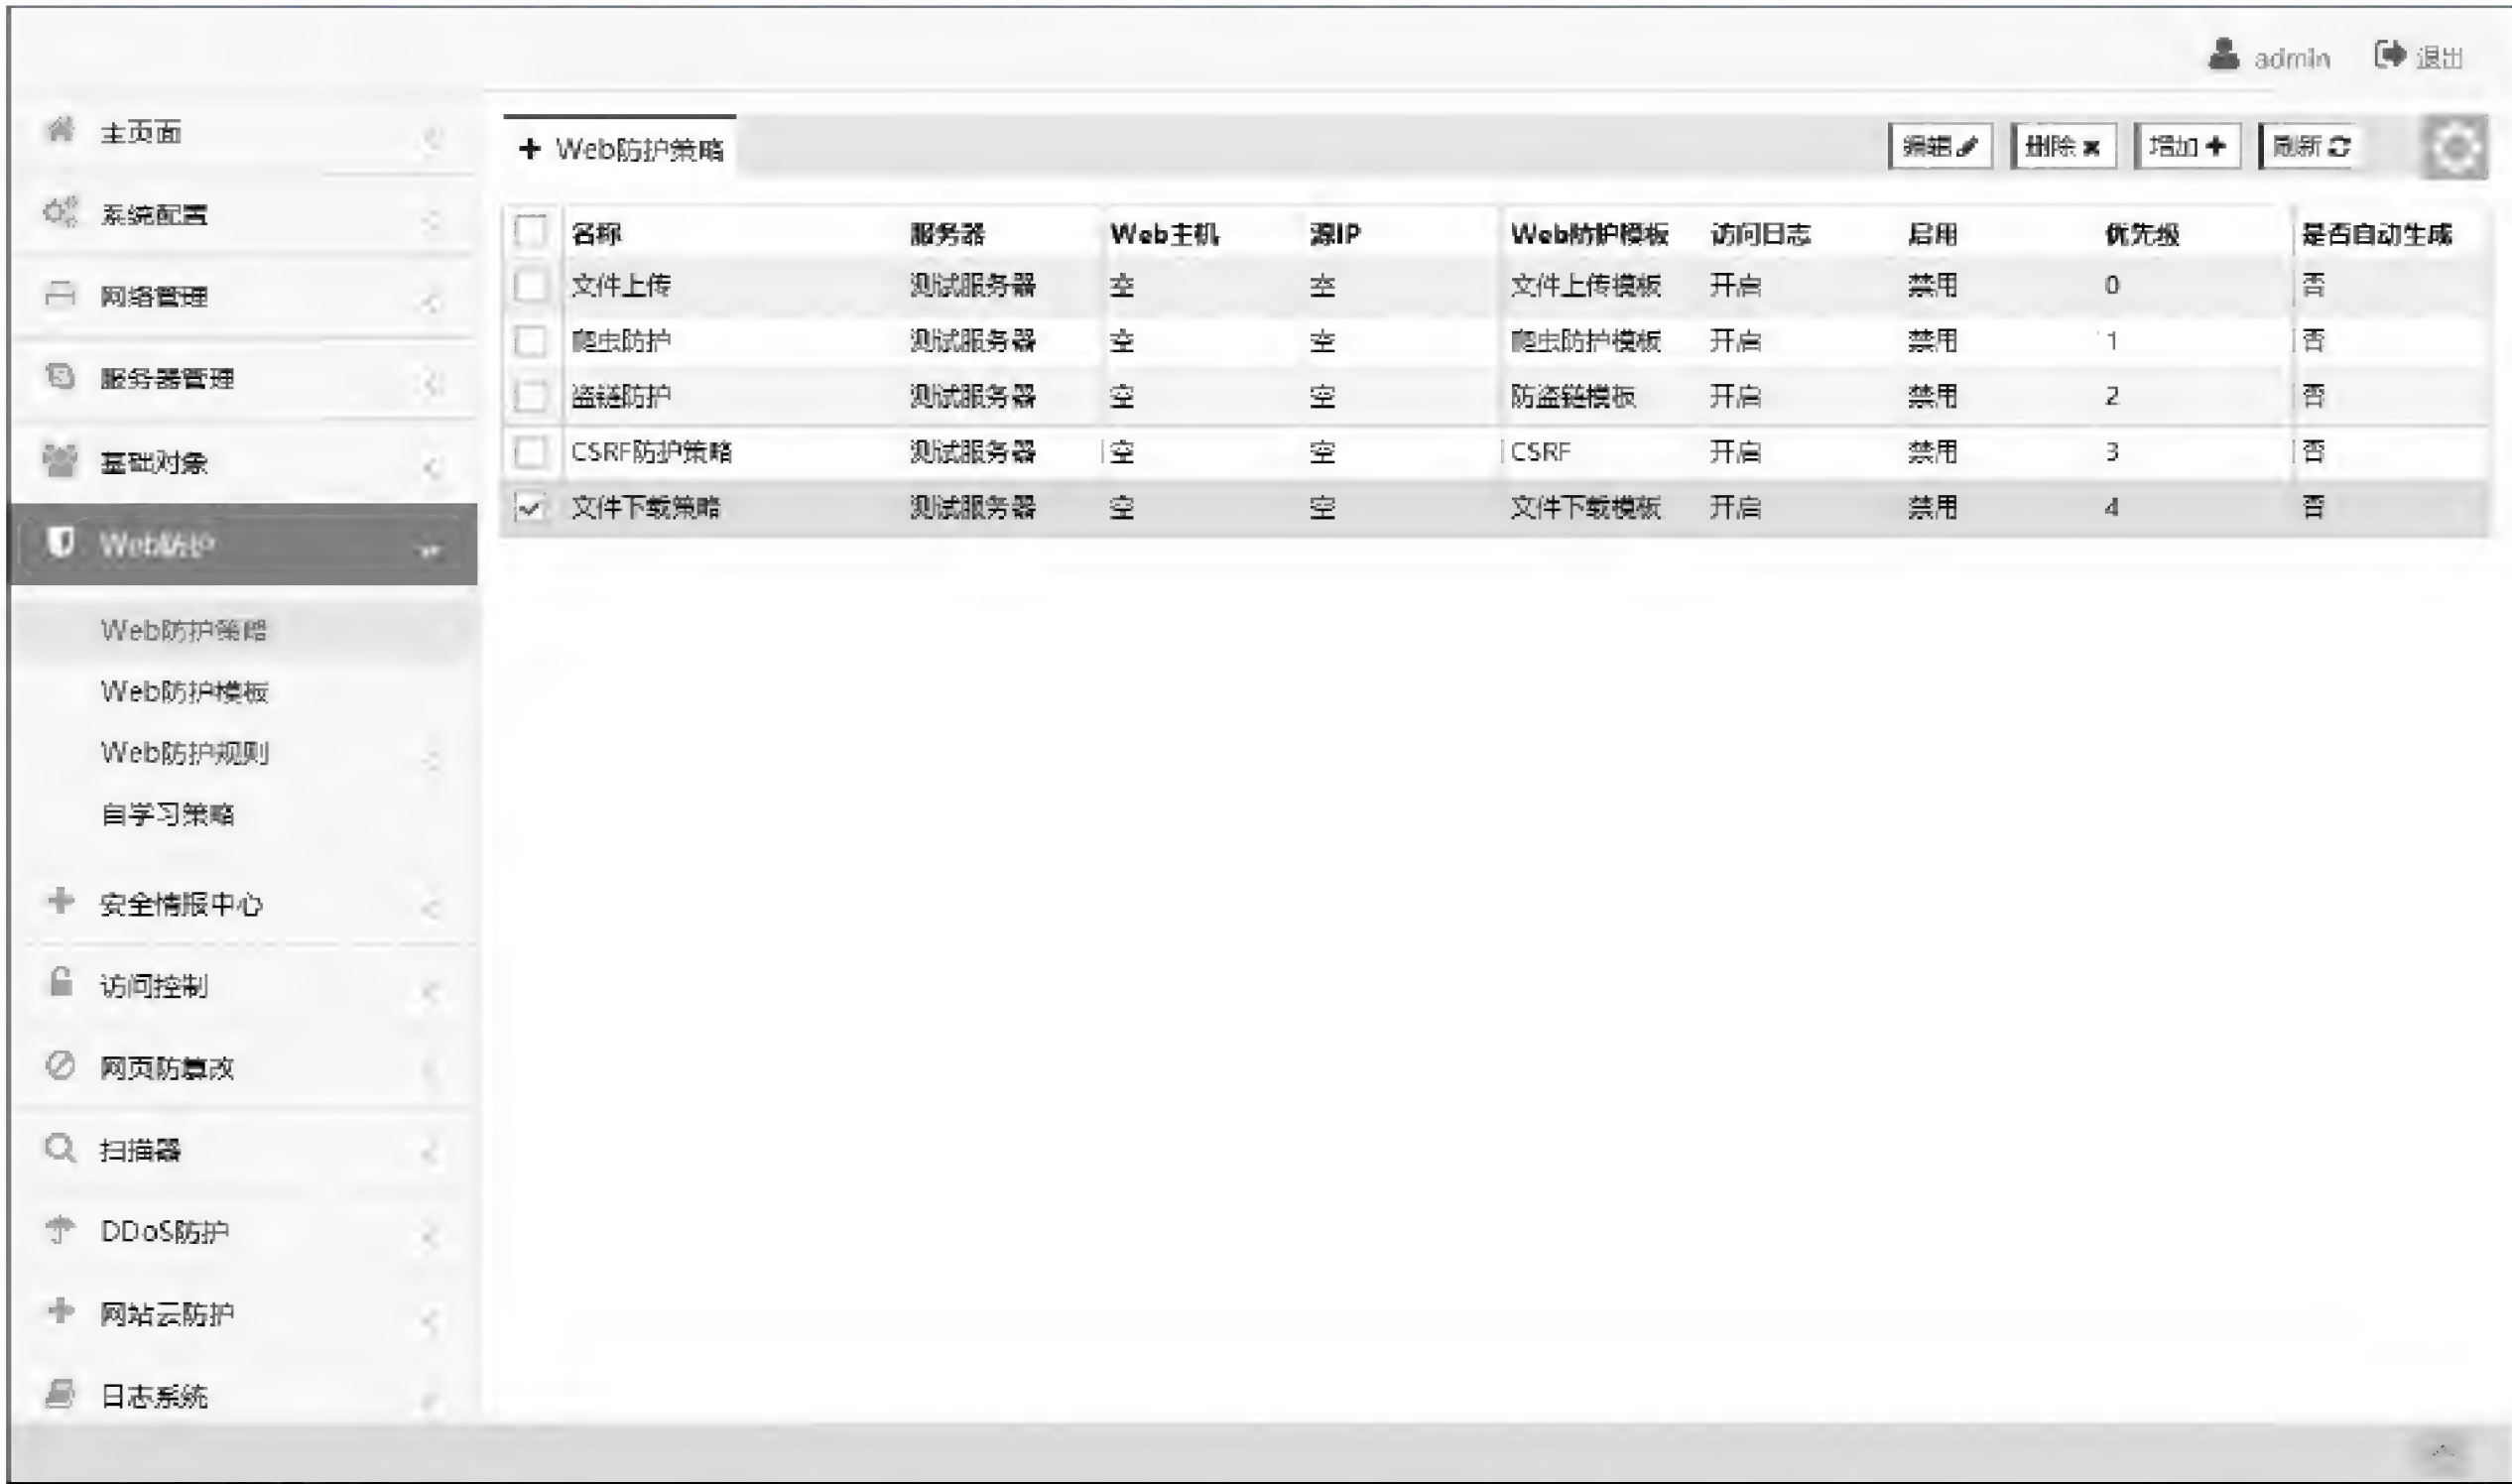 admin 退出
主页面
系统配置
网络管理
服务器管理
基础对象
Web防护
Web防护策略
Web防护模板
Web防护规则
自学习策略
安全情报中心
访问控制
网页防篡改
扫描器
DDoS防护
网站云防护
日志系统
Web防护策略 编辑 删除 增加 刷新
名称 服务器 Web主机 源IP Web防护模板 访问日志 启用 优先级 是否自动生成
文件上传 测试服务器 空 空 文件上传模板 开启 禁用 0 否
爬虫防护 测试服务器 空 空 爬虫防护模板 开启 禁用 1 否
盗链防护 测试服务器 空 空 防盗链模板 开启 禁用 2 否
CSRF防护策略 测试服务器 空 空 CSRF 开启 禁用 3 否
文件下载策略 测试服务器 空 空 文件下载模板 开启 禁用 4 否